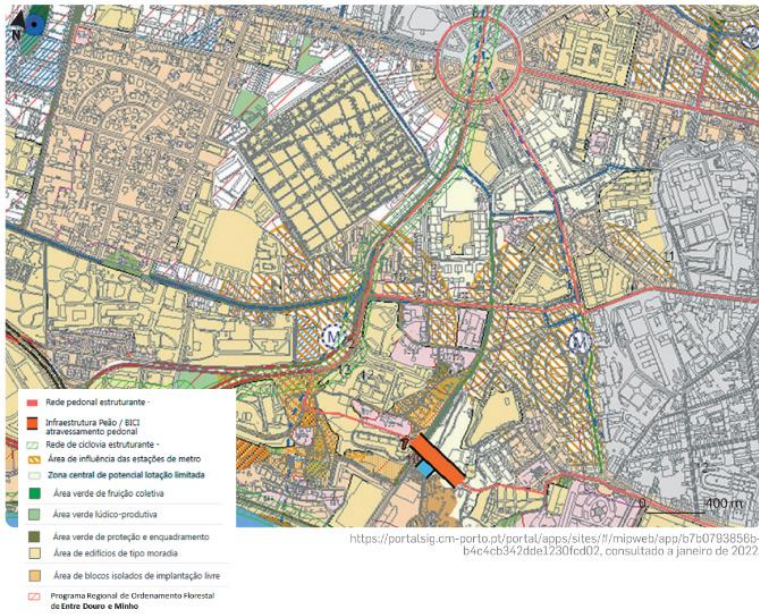 N
M
M
M
11
12
13
Rede pedonal estruturante -
Infraestrutura Peão / BICI
atravessamento pedonal
Rede de ciclovia estruturante -
Área de influência das estações de metro
Zona central de potencial lotação limitada
Área verde de fruição coletiva
Área verde lúdico-produtiva
Área verde de proteção e enquadramento
Área de edifícios de tipo moradia
Área de blocos isolados de implantação livre
Programa Regional de Ordenamento Florestal
de Entre Douro e Minho
0 400 m
https://portalsig.cm-porto.pt/portal/apps/sites/#/mipweb/app/b7b0793856b-
b4c4cb342dde1230fcd02, consultado a janeiro de 2022